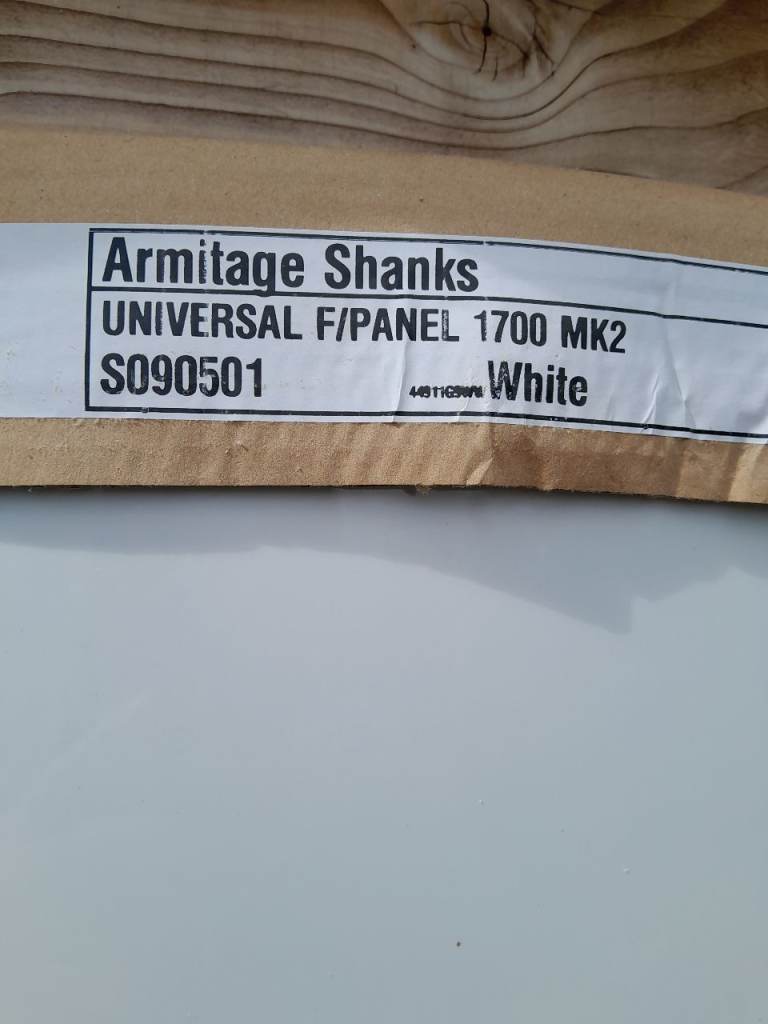 Armitage Shanks
UNIVERSAL F/PANEL 1700 MK2
S090501 White